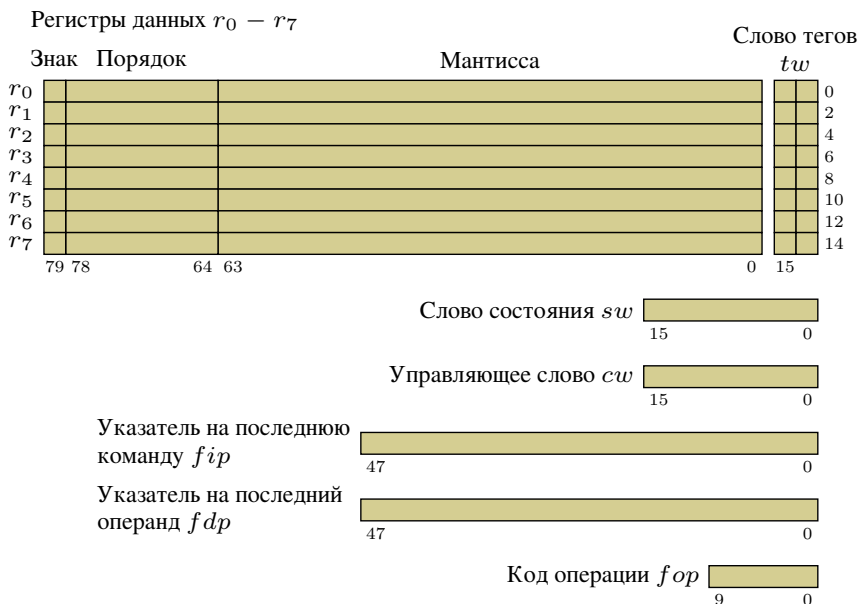 Регистры данных r0 − r7
Слово тегов
Знак Порядок Мантисса tw
r0 0
r1 2
r2 4
r3 6
r4 8
r5 10
r6 12
r7 14
79 78 64 63 0 15
Слово состояния sw
15 0
Управляющее слово cw
15 0
Указатель на последнюю
команду fip
47 0
Указатель на последний
операнд fdp
47 0
Код операции fop
9 0